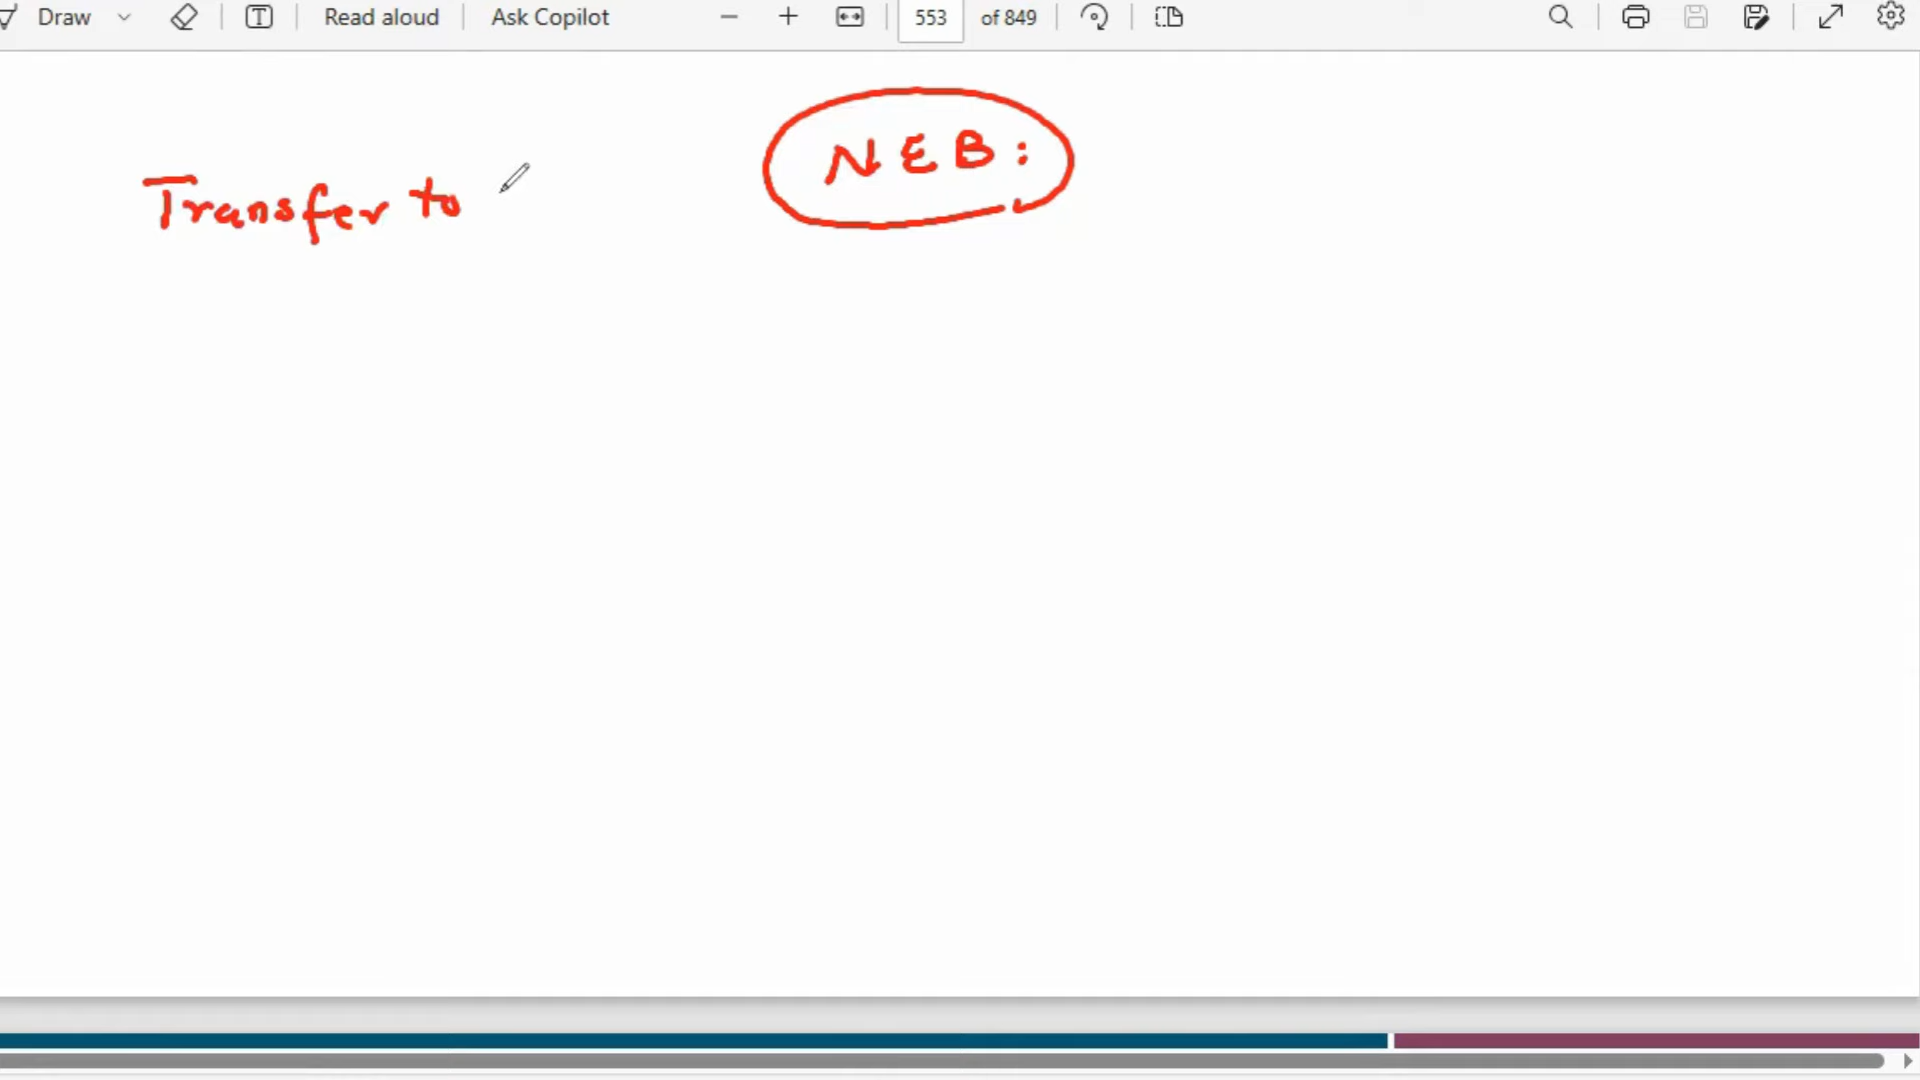 Draw
Read aloud
Ask Copilot
553
of 849
NEB:
Transfer to